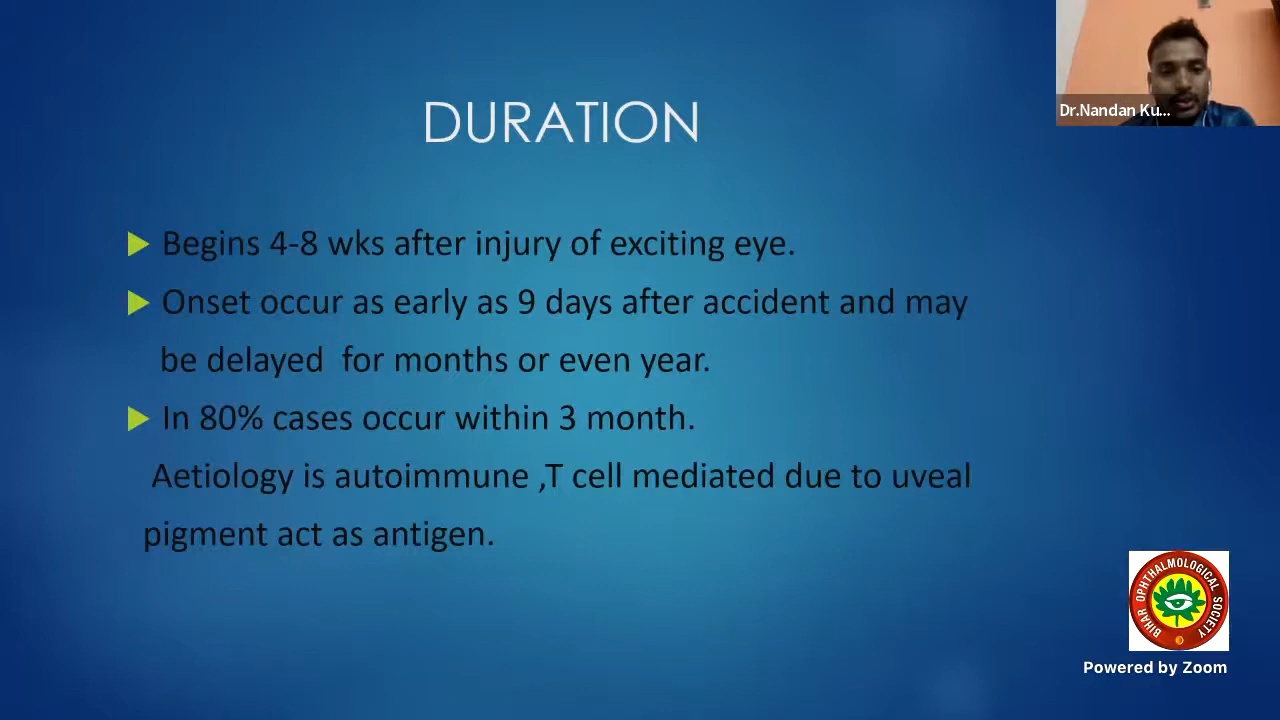 DURATION
Dr.Nandan Ku...
Begins 4-8 wks after injury of exciting eye.
Onset occur as early as 9 days after accident and may
be delayed for months or even year.
In 80% cases occur within 3 month.
Aetiology is autoimmune ,T cell mediated due to uveal
pigment act as antigen.
BIHAR OPHTHALMOLOGICAL SOCIETY
Powered by Zoom